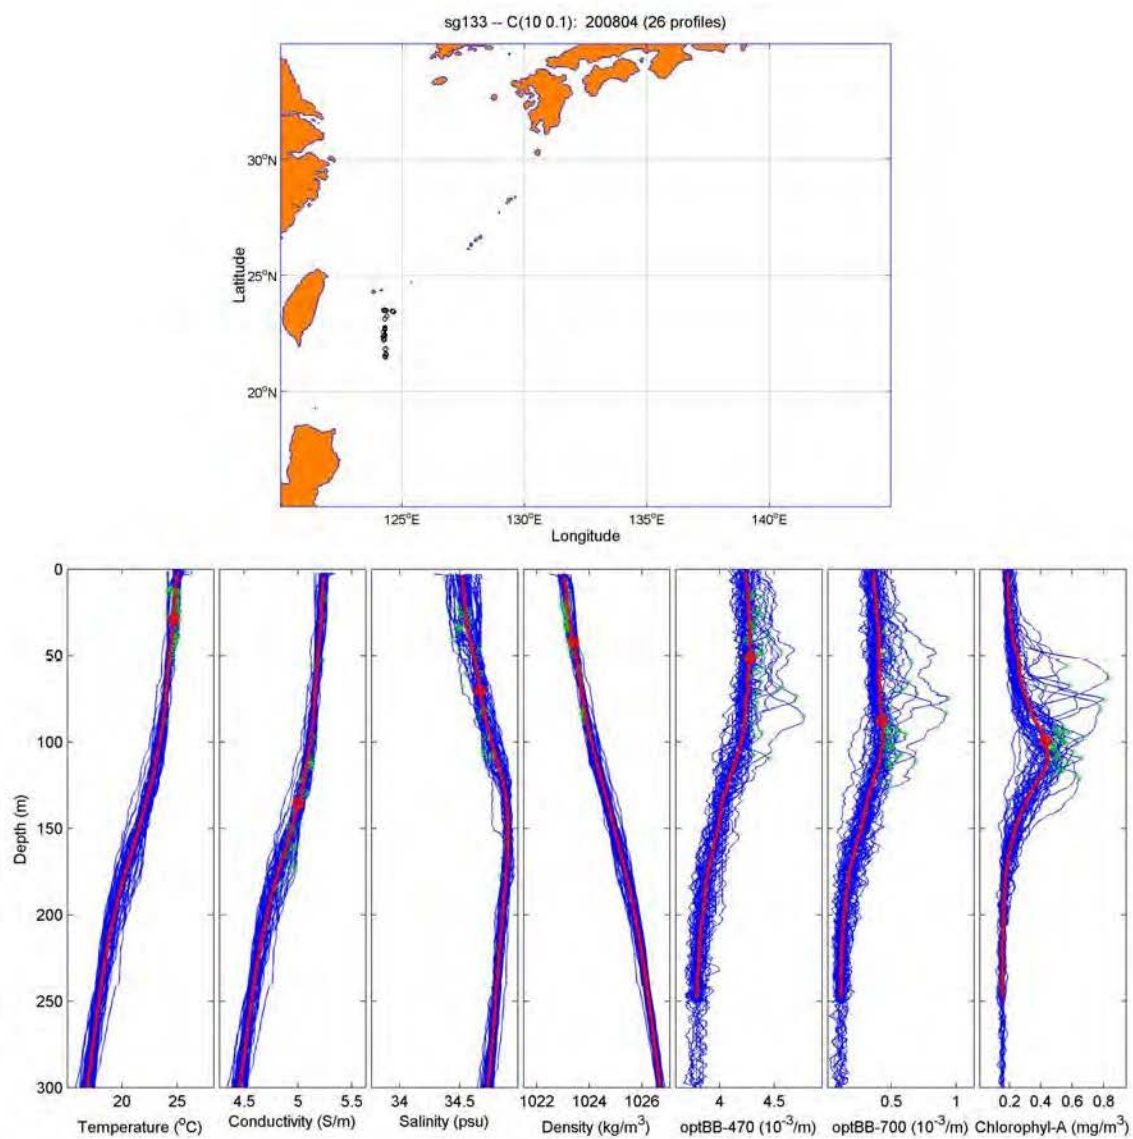 sg133 -- C(10 0.1): 200804 (26 profiles)
30°N
25°N
20°N
Latitude
125°E 130°E 135°E 140°E
Longitude
0
50
100
150
200
250
300
Depth (m)
20 25 4.5 5 5.5 34 34.5 1022 1024 1026 4 4.5 0.5 1 0.2 0.4 0.6 0.8
Temperature (°C) Conductivity (S/m) Salinity (psu) Density (kg/m³) optBB-470 (10⁻³/m) optBB-700 (10⁻³/m) Chlorophyl-A (mg/m³)